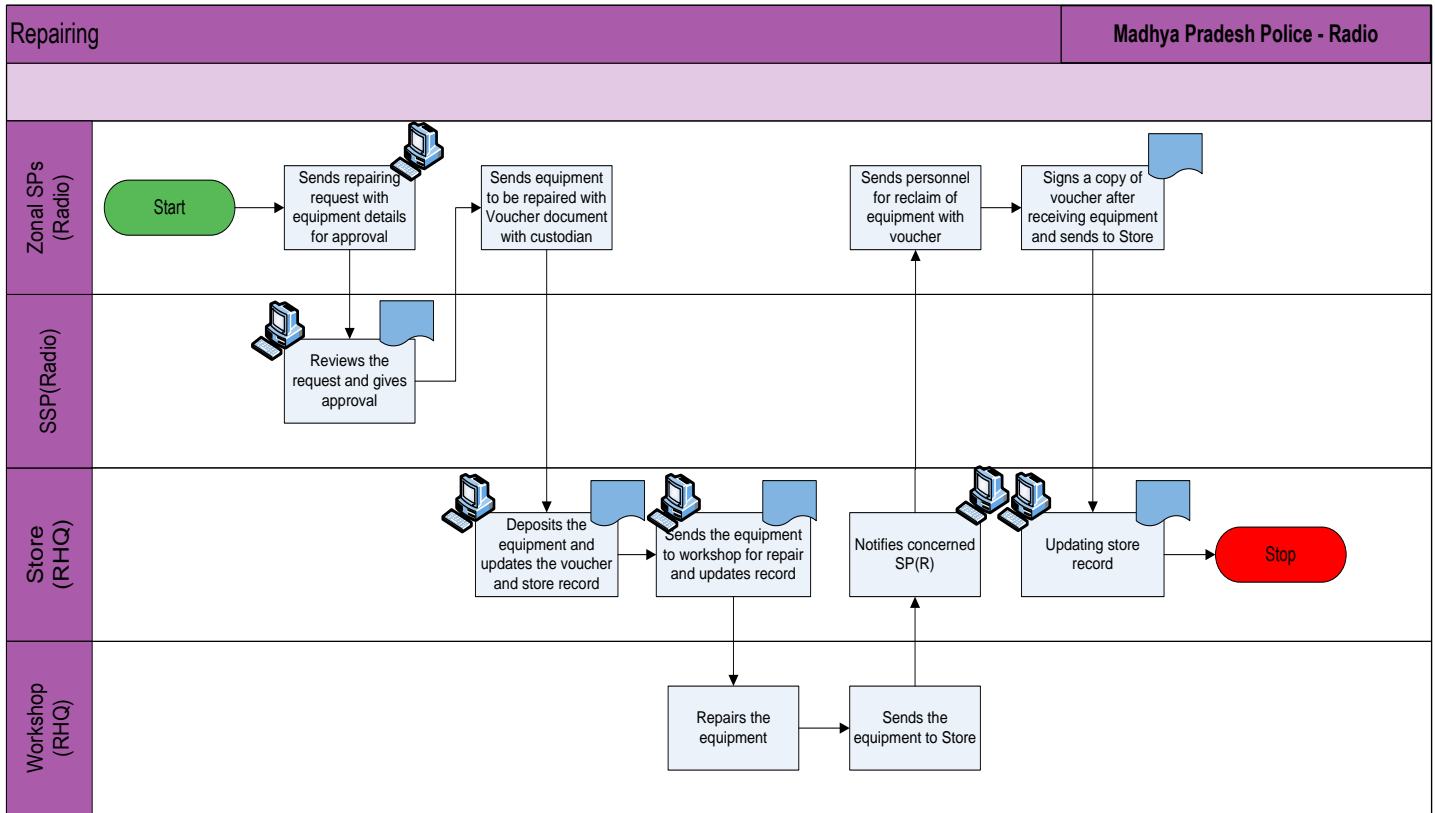 Repairing
Madhya Pradesh Police - Radio
Zonal SPs
(Radio)
Start
Sends repairing
request with
equipment details
for approval
Sends equipment
to be repaired with
Voucher document
with custodian
Sends personnel
for reclaim of
equipment with
voucher
Signs a copy of
voucher after
receiving equipment
and sends to Store
SSP(Radio)
Reviews the
request and gives
approval
Store
(RHQ)
Deposits the
equipment and
updates the voucher
and store record
Sends the equipment
to workshop for repair
and updates record
Notifies concerned
SP(R)
Updating store
record
Stop
Workshop
(RHQ)
Repairs the
equipment
Sends the
equipment to Store